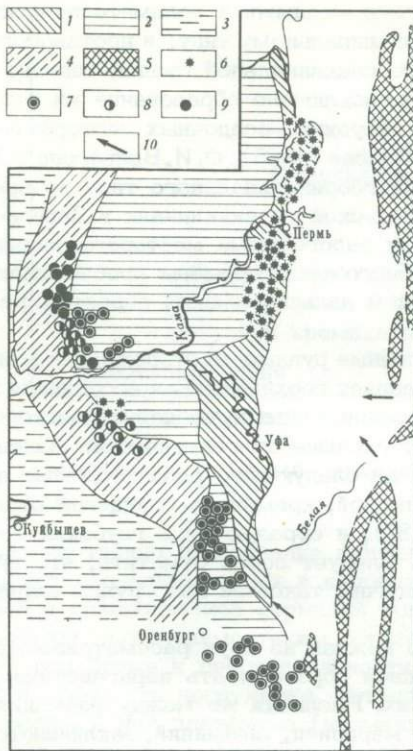 1 2 3
4 5 6
7 8 9
10
Пермь
Кама
Уфа
Куйбышев
Белая
Оренбург